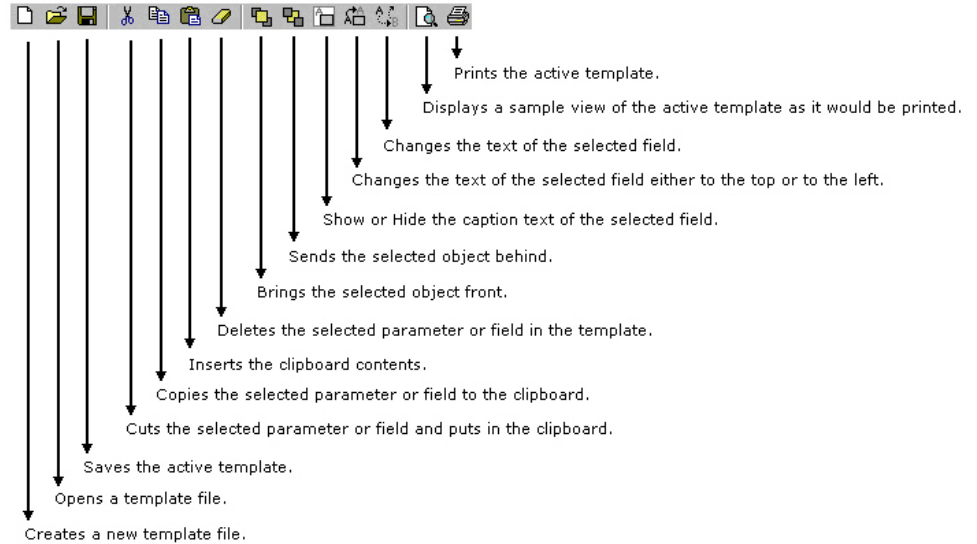 Prints the active template.
Displays a sample view of the active template as it would be printed.
Changes the text of the selected field.
Changes the text of the selected field either to the top or to the left.
Show or Hide the caption text of the selected field.
Sends the selected object behind.
Brings the selected object front.
Deletes the selected parameter or field in the template.
Inserts the clipboard contents.
Copies the selected parameter or field to the clipboard.
Cuts the selected parameter or field and puts in the clipboard.
Saves the active template.
Opens a template file.
Creates a new template file.